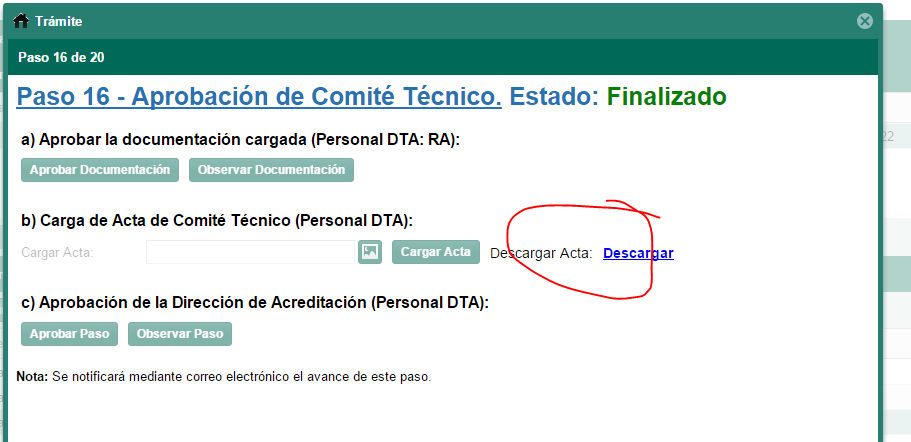 Trámite
Paso 16 de 20
Paso 16 - Aprobación de Comité Técnico. Estado: Finalizado
a) Aprobar la documentación cargada (Personal DTA: RA):
Aprobar Documentación Observar Documentación
b) Carga de Acta de Comité Técnico (Personal DTA):
Cargar Acta: Cargar Acta Descargar Acta: Descargar
c) Aprobación de la Dirección de Acreditación (Personal DTA):
Aprobar Paso Observar Paso
Nota: Se notificará mediante correo electrónico el avance de este paso.
22